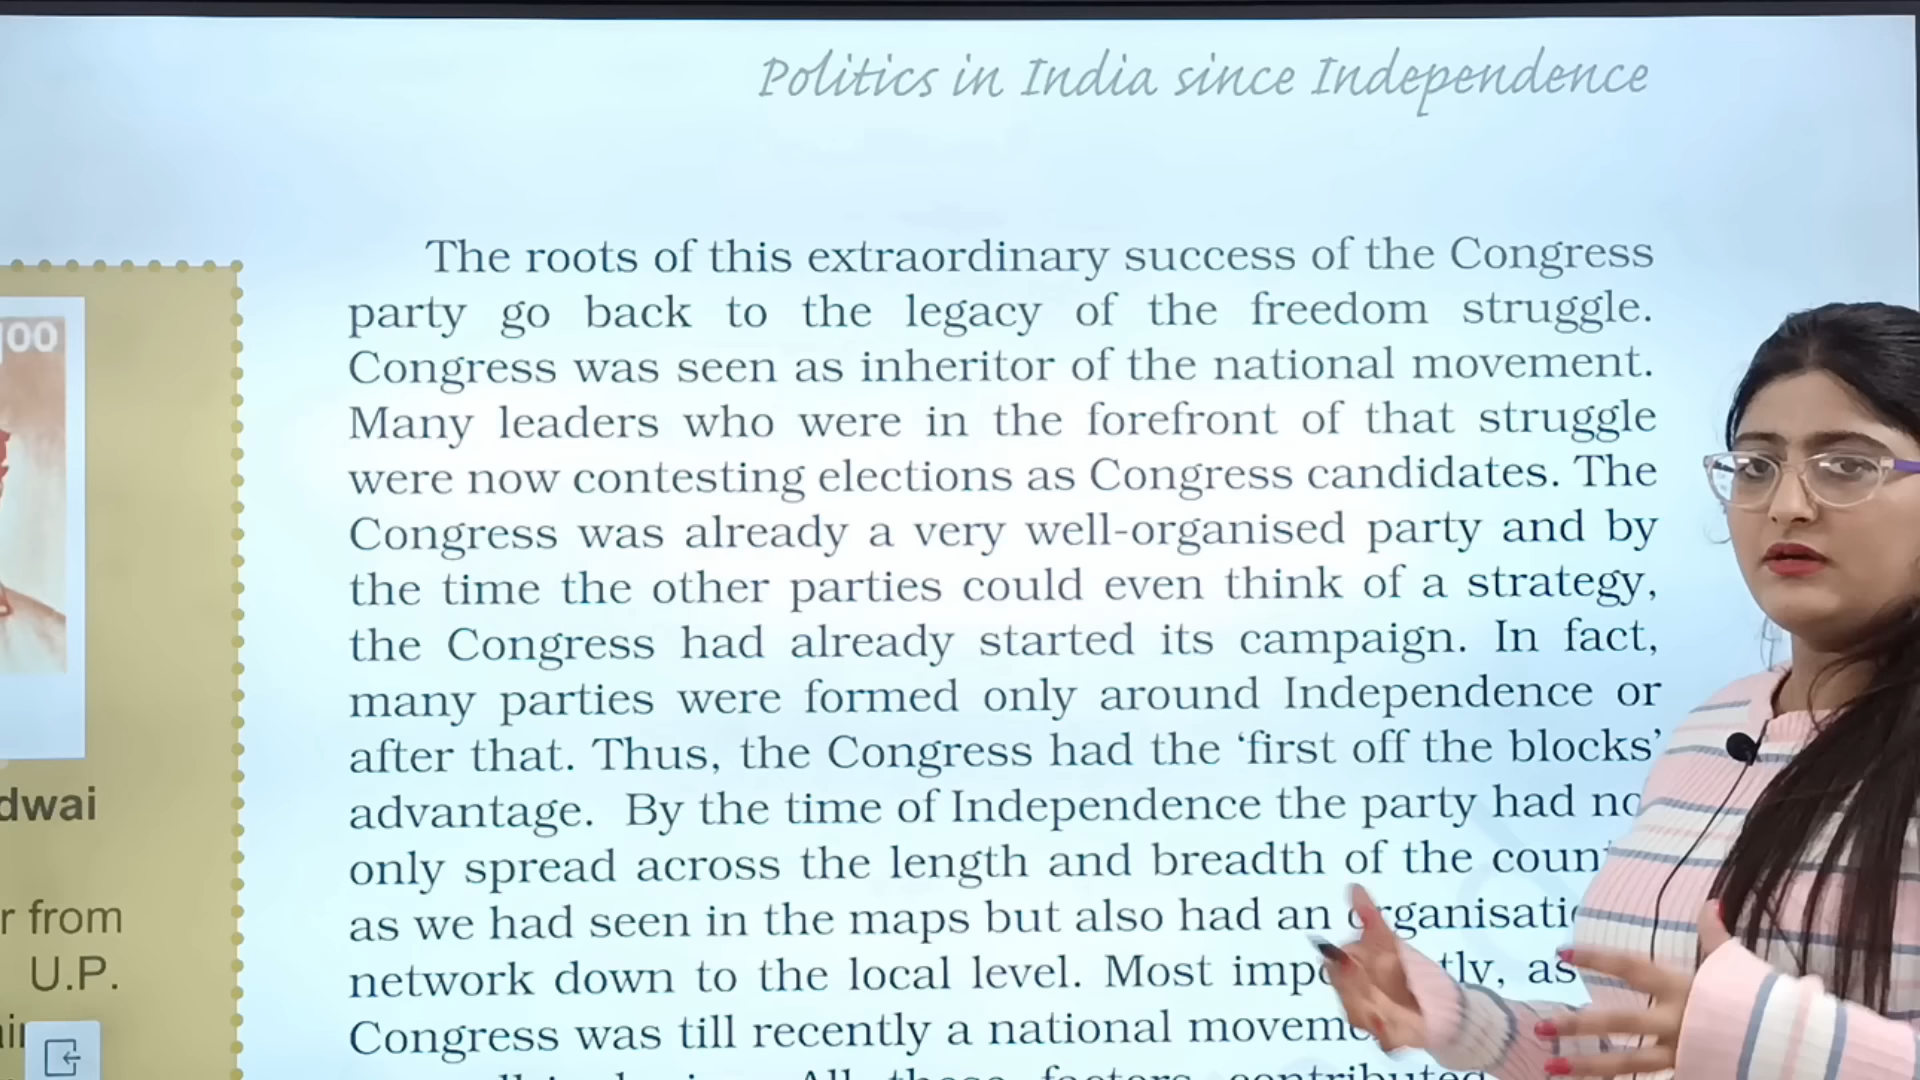 Politics in India since Independence
The roots of this extraordinary success of the Congress
party go back to the legacy of the freedom struggle.
Congress was seen as inheritor of the national movement.
Many leaders who were in the forefront of that struggle
were now contesting elections as Congress candidates. The
Congress was already a very well-organised party and by
the time the other parties could even think of a strategy,
the Congress had already started its campaign. In fact,
many parties were formed only around Independence or
after that. Thus, the Congress had the ‘first off the blocks’
advantage. By the time of Independence the party had
only spread across the length and breadth of the
as we had seen in the maps but also had an
network down to the local level. Most as
Congress was till recently a national
All these factors contributed
00
dwai
r from
U.P.